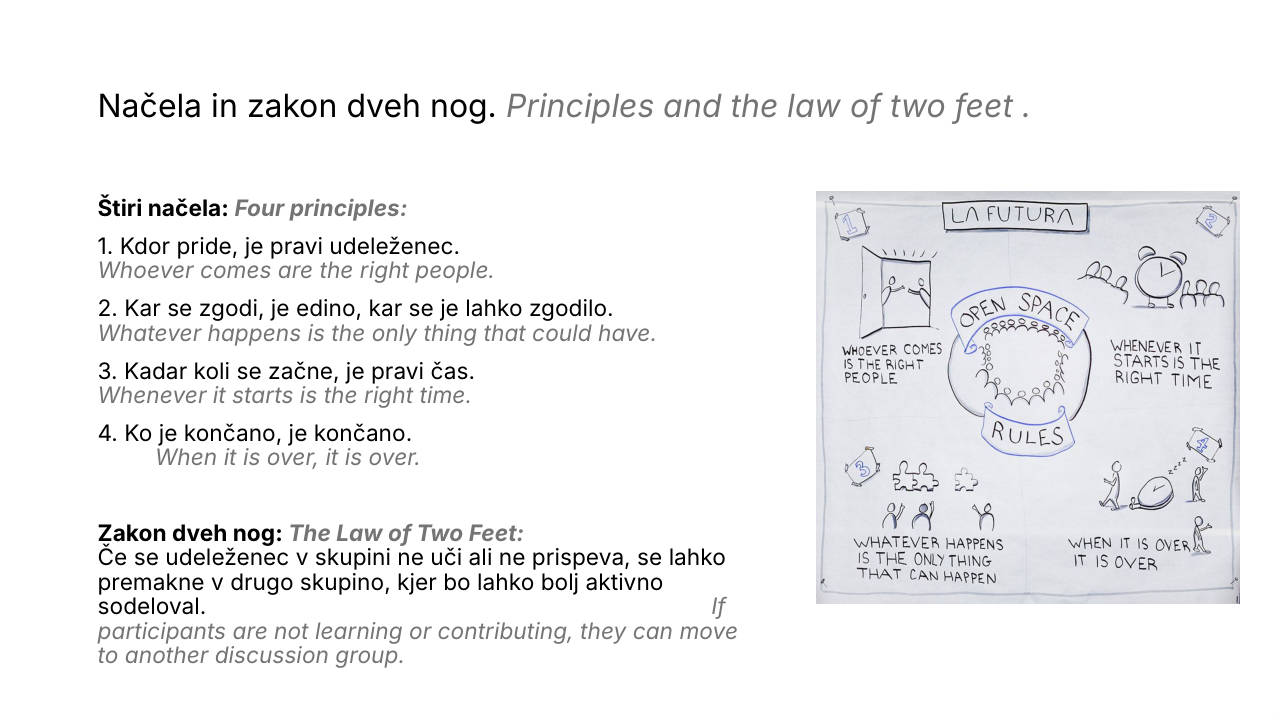 Načela in zakon dveh nog. Principles and the law of two feet .
Štiri načela: Four principles:
1. Kdor pride, je pravi udeleženec.
Whoever comes are the right people.
2. Kar se zgodi, je edino, kar se je lahko zgodilo.
Whatever happens is the only thing that could have.
3. Kadar koli se začne, je pravi čas.
Whenever it starts is the right time.
4. Ko je končano, je končano.
When it is over, it is over.
Zakon dveh nog: The Law of Two Feet:
Če se udeleženec v skupini ne uči ali ne prispeva, se lahko
premakne v drugo skupino, kjer bo lahko bolj aktivno
sodeloval. If
participants are not learning or contributing, they can move
to another discussion group.
LA FUTURA
1
2
OPEN SPACE
RULES
WHOEVER COMES
IS THE RIGHT
PEOPLE
WHENEVER IT
STARTS IS THE
RIGHT TIME
3
4
zzzz
WHATEVER HAPPENS
IS THE ONLY THING
THAT CAN HAPPEN
WHEN IT IS OVER
IT IS OVER